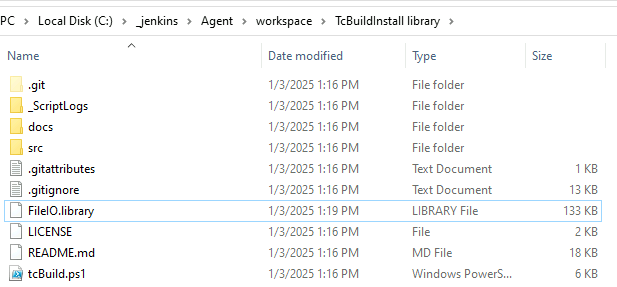 PC > Local Disk (C:) > _jenkins > Agent > workspace > TcBuildInstall library >
Name Date modified Type Size
.git 1/3/2025 1:16 PM File folder
_ScriptLogs 1/3/2025 1:16 PM File folder
docs 1/3/2025 1:16 PM File folder
src 1/3/2025 1:16 PM File folder
.gitattributes 1/3/2025 1:16 PM Text Document 1 KB
.gitignore 1/3/2025 1:16 PM Text Document 13 KB
FileIO.library 1/3/2025 1:19 PM LIBRARY File 133 KB
LICENSE 1/3/2025 1:16 PM File 2 KB
README.md 1/3/2025 1:16 PM MD File 18 KB
tcBuild.ps1 1/3/2025 1:16 PM Windows PowerS... 6 KB